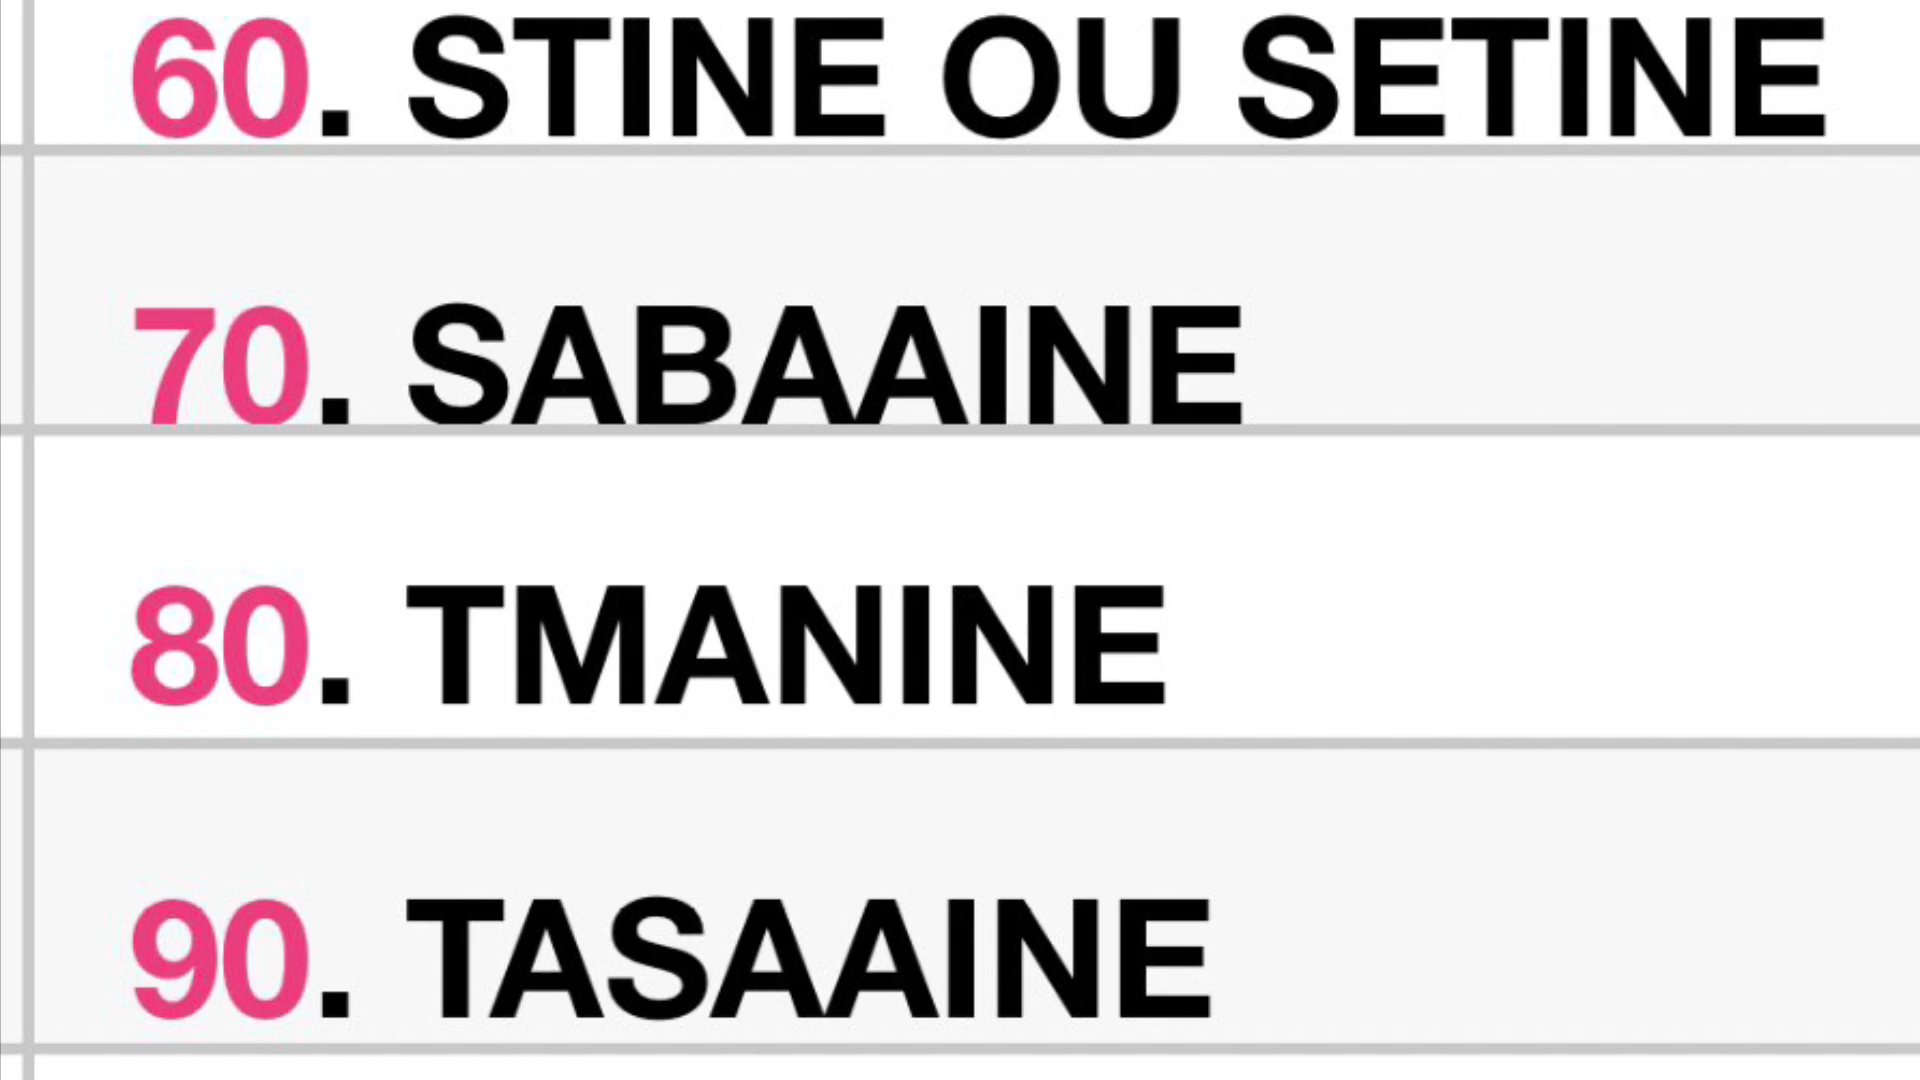 60. STINE OU SETINE
70. SABAAINE
80. TMANINE
90. TASAAINE